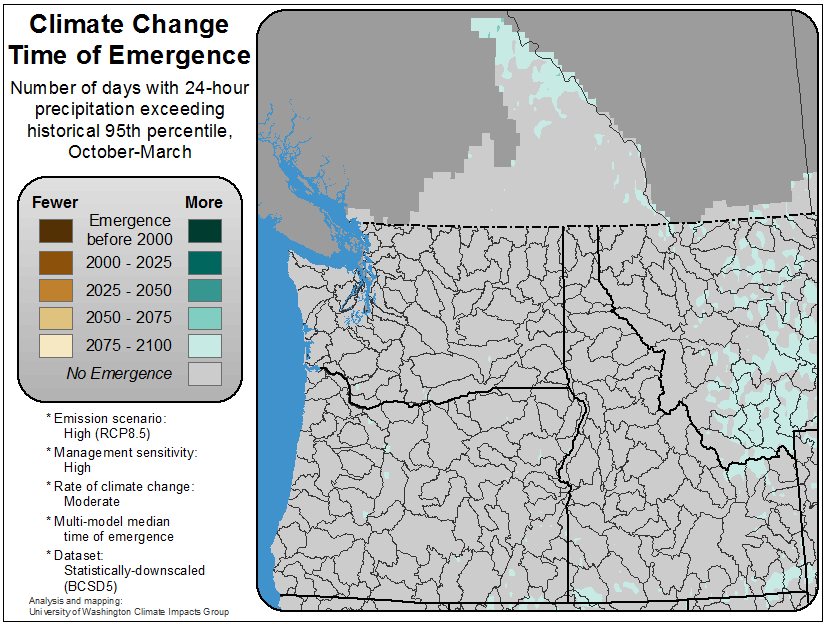 Climate Change
Time of Emergence
Number of days with 24-hour
precipitation exceeding
historical 95th percentile,
October-March
Fewer More
Emergence
before 2000
2000 - 2025
2025 - 2050
2050 - 2075
2075 - 2100
No Emergence
* Emission scenario:
High (RCP8.5)
* Management sensitivity:
High
* Rate of climate change:
Moderate
* Multi-model median
time of emergence
* Dataset:
Statistically-downscaled
(BCSD5)
Analysis and mapping:
University of Washington Climate Impacts Group